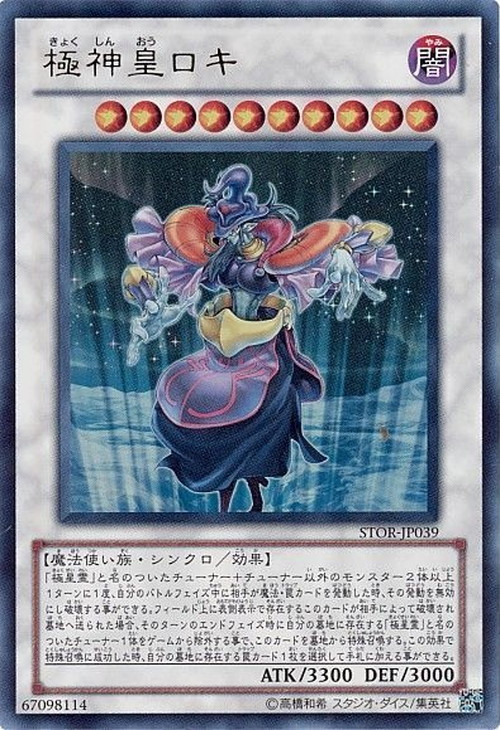 きょく しん おう
極神皇ロキ
やみ
闇
STOR-JP039
【魔法使い族・シンクロ/効果】
「極星霊」と名のついたチューナー+チューナー以外のモンスター2体以上
1ターンに1度、自分のバトルフェイズ中に相手が魔法・罠カードを発動した時、その発動を無効
にし破壊する事ができる。フィールド上に表側表示で存在するこのカードが相手によって破壊され
墓地へ送られた場合、そのターンのエンドフェイズ時に自分の墓地に存在する「極星霊」と名の
ついたチューナー1体をゲームから除外する事で、このカードを墓地から特殊召喚する。この効果で
特殊召喚に成功した時、自分の墓地に存在する罠カード1枚を選択して手札に加える事ができる。
ATK/3300 DEF/3000
67098114
©高橋和希 スタジオ・ダイス/集英社